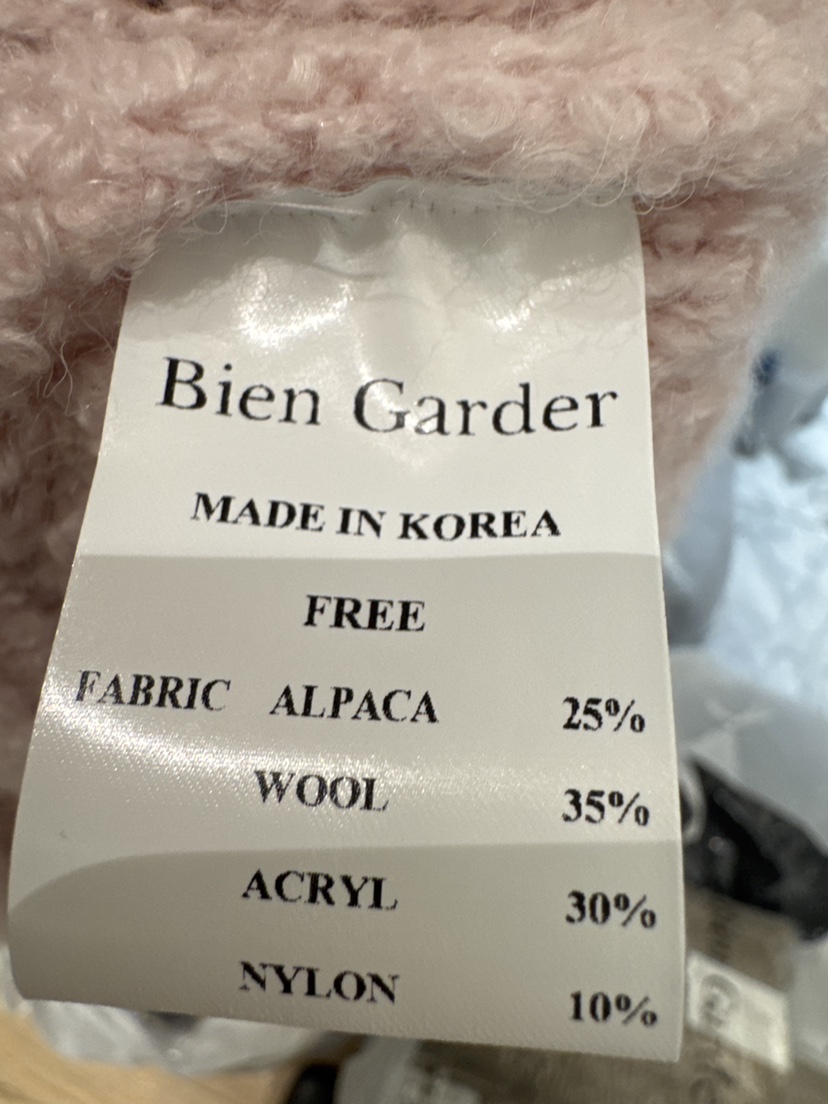 Bien Garder
MADE IN KOREA
FREE
FABRIC ALPACA 25%
WOOL 35%
ACRYL 30%
NYLON 10%